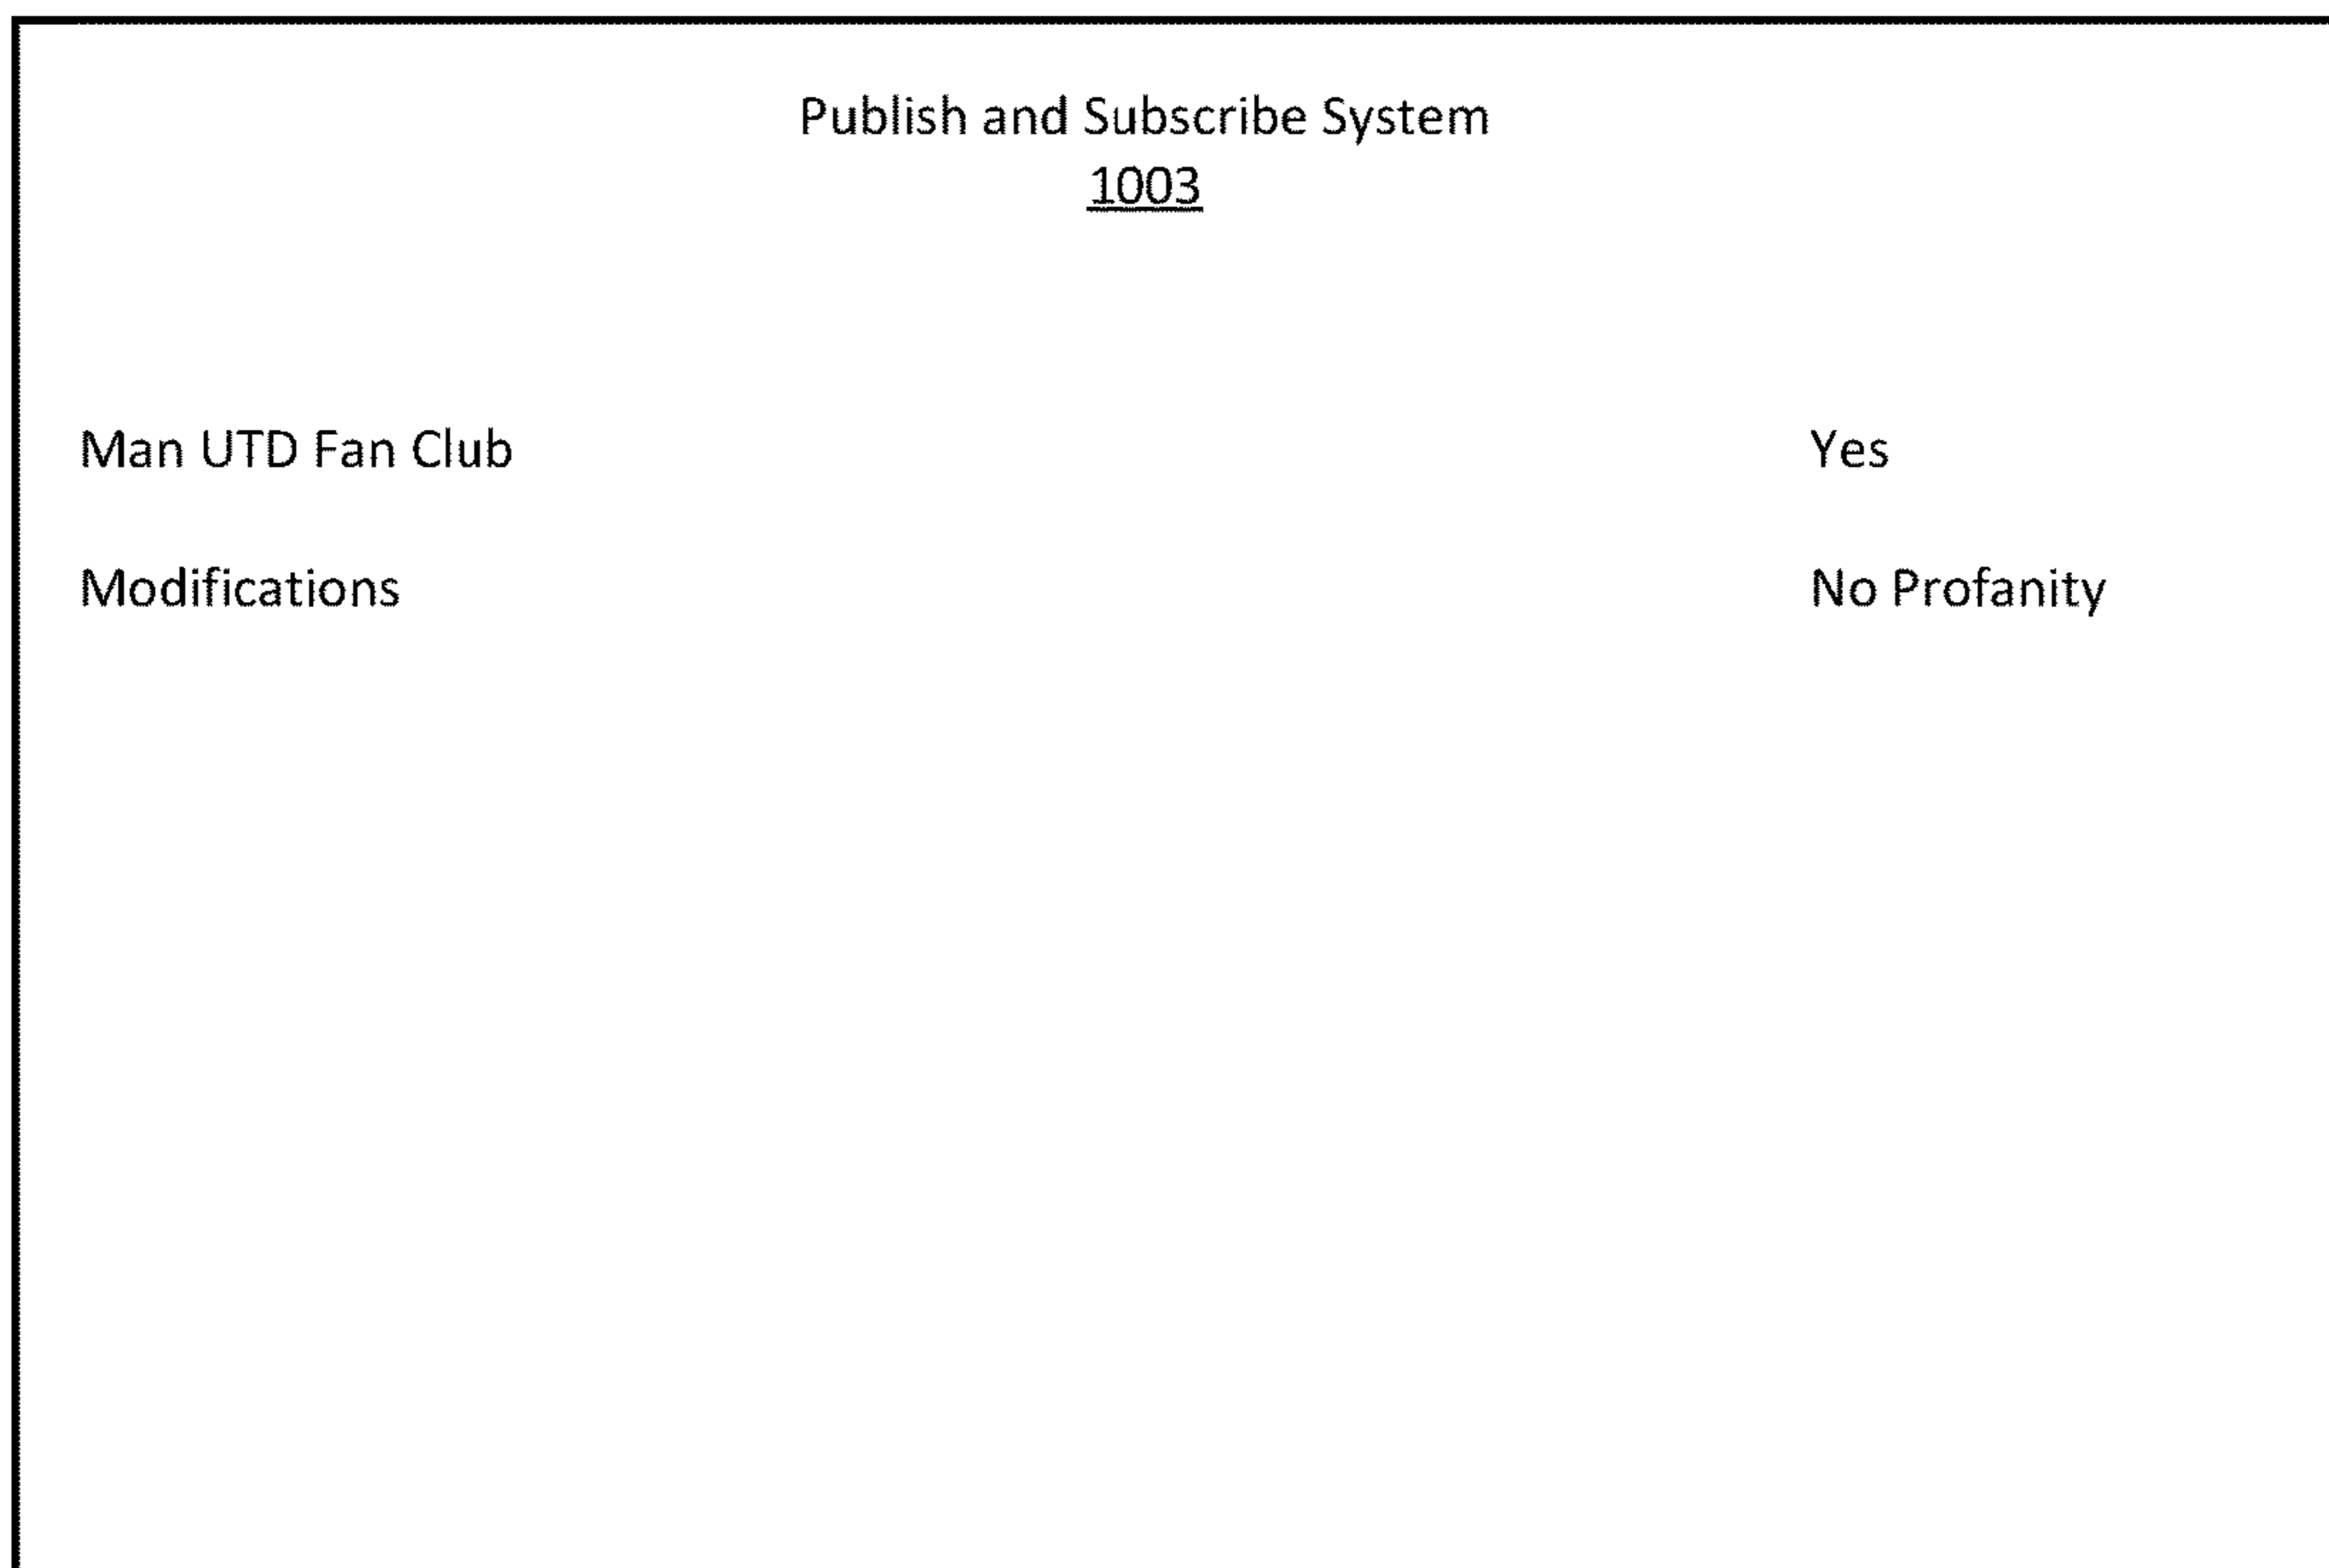 Publish and Subscribe System
1003
Man UTD Fan Club Yes
Modifications No Profanity